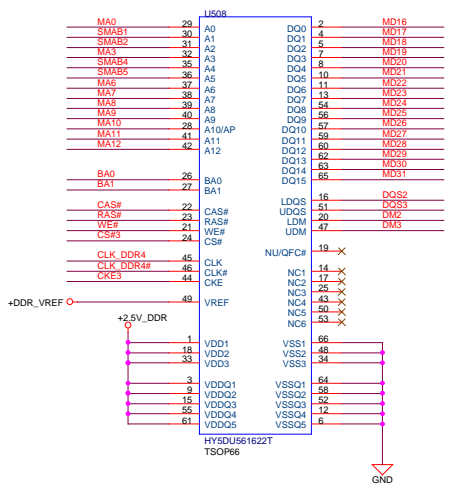 U508
MA0 29 A0 DQ0 2 MD16
SMAB1 30 A1 DQ1 4 MD17
SMAB2 31 A2 DQ2 5 MD18
MA3 32 A3 DQ3 7 MD19
SMAB4 35 A4 DQ4 8 MD20
SMAB5 36 A5 DQ5 10 MD21
MA6 37 A6 DQ6 11 MD22
MA7 38 A7 DQ7 13 MD23
MA8 39 A8 DQ8 54 MD24
MA9 40 A9 DQ9 56 MD25
MA10 28 A10/AP DQ10 57 MD26
MA11 41 A11 DQ11 59 MD27
MA12 42 A12 DQ12 60 MD28
DQ13 62 MD29
DQ14 63 MD30
BA0 26 BA0 DQ15 65 MD31
BA1 27 BA1
LDQS 16 DQS2
CAS# 22 CAS# UDQS 51 DQS3
RAS# 23 RAS# LDM 20 DM2
WE# 21 WE# UDM 47 DM3
CS#3 24 CS#
NU/QFC# 19
CLK_DDR4 45 CLK
CLK_DDR4# 46 CLK# NC1 14
CKE3 44 CKE NC2 17
NC3 25
+DDR_VREF 49 VREF NC4 43
NC5 50
+2.5V_DDR NC6 53
1 VDD1 VSS1 66
18 VDD2 VSS2 48
33 VDD3 VSS3 34
3 VDDQ1 VSSQ1 64
9 VDDQ2 VSSQ2 58
15 VDDQ3 VSSQ3 52
55 VDDQ4 VSSQ4 12
61 VDDQ5 VSSQ5 6
HY5DU561622T
TSOP66
GND